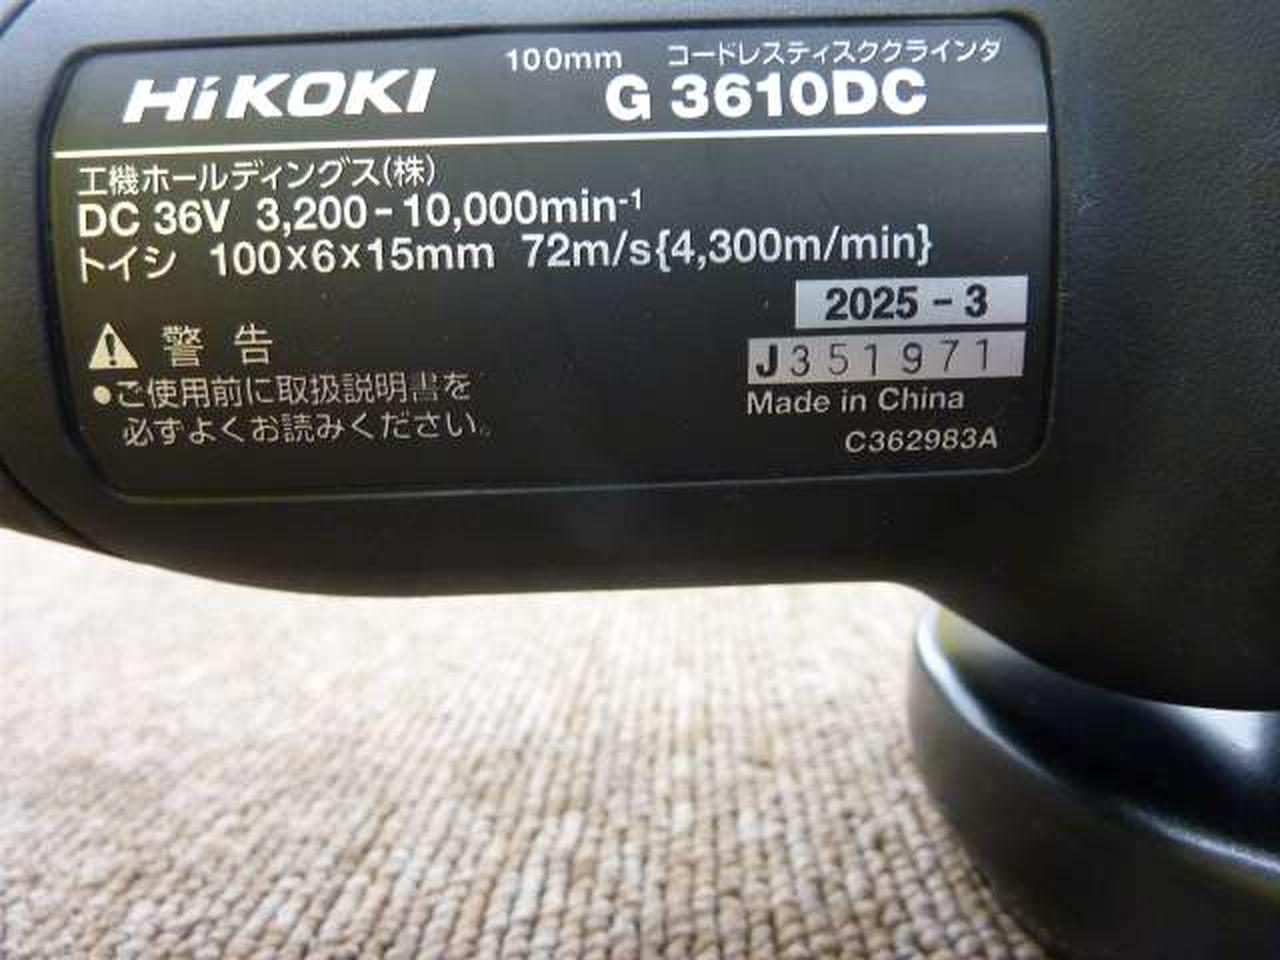 HiKOKI
100mm コードレスディスクグラインダ
G 3610DC
工機ホールディングス(株)
DC 36V 3,200-10,000min-1
トイシ 100×6×15mm 72m/s{4,300m/min}
2025-3
J351971
Made in China
C362983A
警告
●ご使用前に取扱説明書を
必ずよくお読みください。